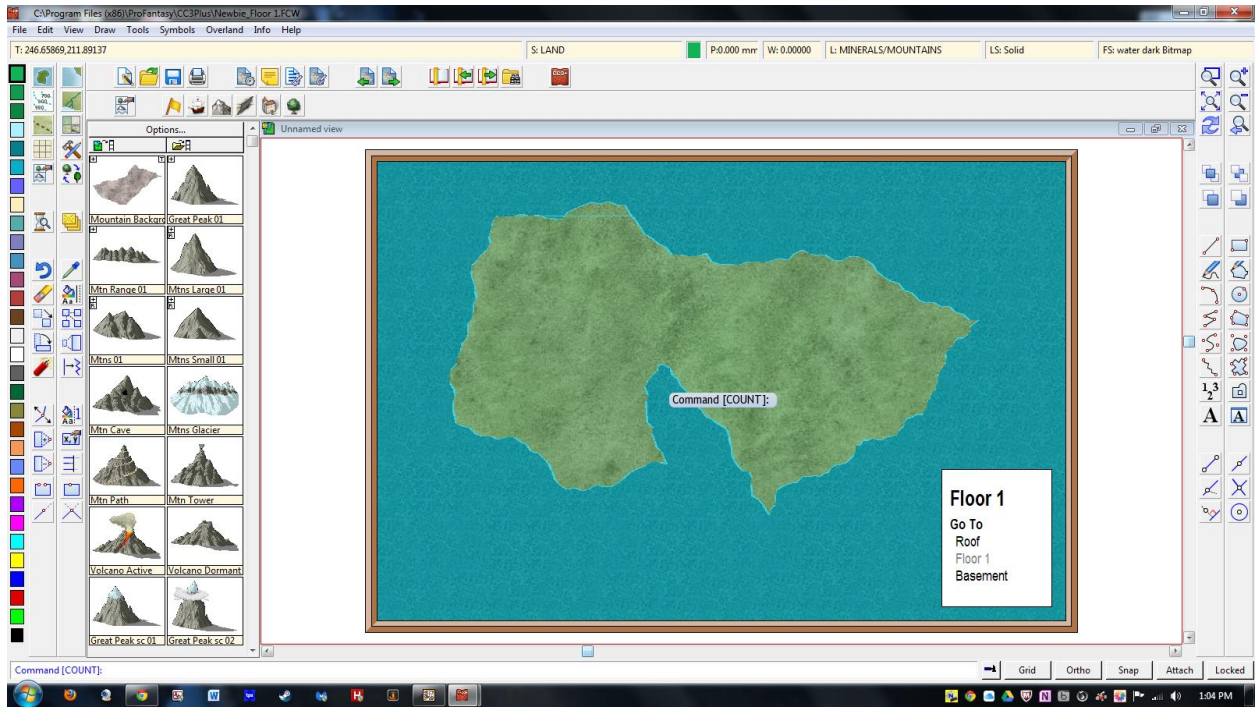 C:\Program Files (x86)\ProFantasy\CC3Plus\Newbie_Floor 1.FCW
File Edit View Draw Tools Symbols Overland Info Help
T: 246.65869,211.89137 S: LAND P:0.000 mm W: 0.00000 L: MINERALS/MOUNTAINS LS: Solid FS: water dark Bitmap
Options...
Unnamed view
Mountain Backgro Great Peak 01
Mtn Range 01 Mtns Large 01
Mtns 01 Mtns Small 01
Mtn Cave Mtns Glacier
Mtn Path Mtn Tower
Volcano Active Volcano Dormant
Great Peak sc 01 Great Peak sc 02
Command [COUNT]:
Floor 1
Go To
Roof
Floor 1
Basement
Command [COUNT]:
Grid Ortho Snap Attach Locked
1:04 PM